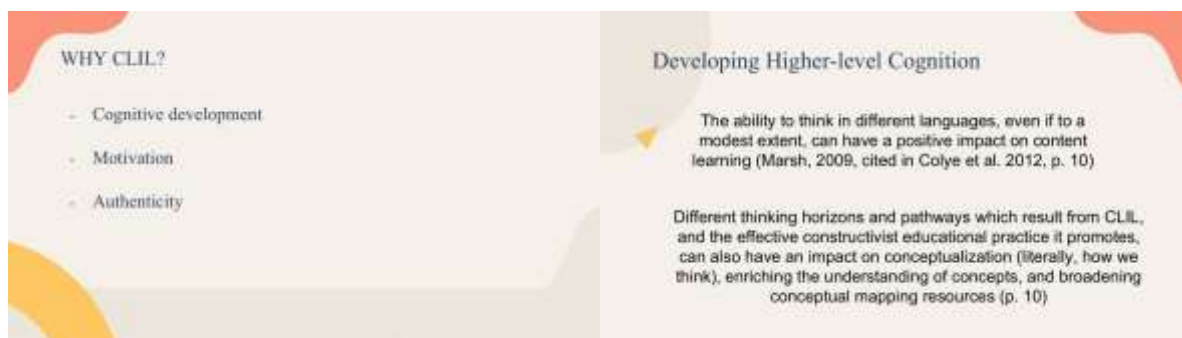 WHY CLIL?
- Cognitive development
- Motivation
- Authenticity
Developing Higher-level Cognition
The ability to think in different languages, even if to a
modest extent, can have a positive impact on content
learning (Marsh, 2009, cited in Colye et al. 2012, p. 10)
Different thinking horizons and pathways which result from CLIL,
and the effective constructivist educational practice it promotes,
can also have an impact on conceptualization (literally, how we
think), enriching the understanding of concepts, and broadening
conceptual mapping resources (p. 10)